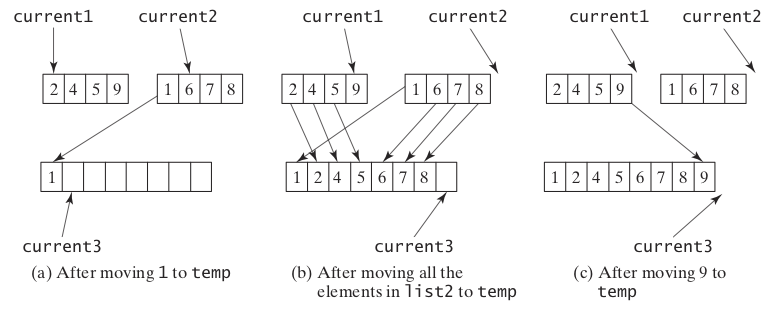 current1 current2 current1 current2 current1 current2
2 4 5 9 1 6 7 8 2 4 5 9 1 6 7 8 2 4 5 9 1 6 7 8
1 1 2 4 5 6 7 8 1 2 4 5 6 7 8 9
current3 current3 current3
(a) After moving 1 to temp
(b) After moving all the
elements in list2 to temp
(c) After moving 9 to
temp